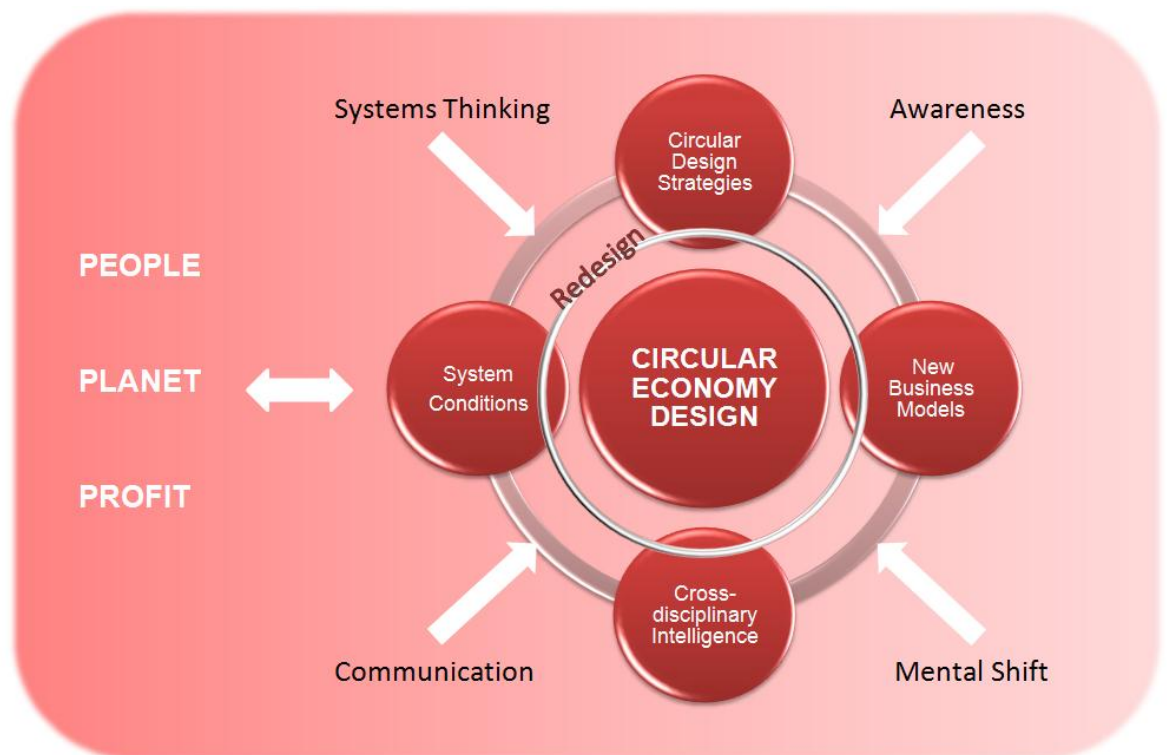 Systems Thinking
Awareness
Circular
Design
Strategies
Redesign
PEOPLE
PLANET
PROFIT
System
Conditions
CIRCULAR
ECONOMY
DESIGN
New
Business
Models
Cross-
disciplinary
Intelligence
Communication
Mental Shift